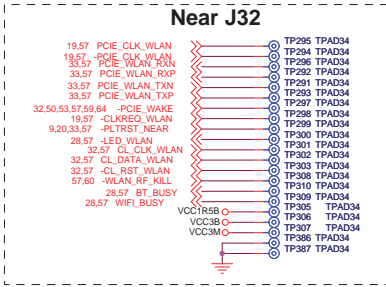 Near J32
19,57 PCIE_CLK_WLAN TP295 TPAD34
19,57 -PCIE_CLK_WLAN TP294 TPAD34
33,57 PCIE_WLAN_RXN TP296 TPAD34
33,57 PCIE_WLAN_RXP TP292 TPAD34
33,57 PCIE_WLAN_TXN TP291 TPAD34
33,57 PCIE_WLAN_TXP TP293 TPAD34
32,50,53,57,59,64 -PCIE_WAKE TP297 TPAD34
19,57 -CLKREQ_WLAN TP298 TPAD34
9,20,33,57 -PLTRST_NEAR TP299 TPAD34
28,57 -LED_WLAN TP300 TPAD34
32,57 CL_CLK_WLAN TP301 TPAD34
32,57 CL_DATA_WLAN TP302 TPAD34
32,57 -CL_RST_WLAN TP303 TPAD34
57,60 -WLAN_RF_KILL TP308 TPAD34
28,57 BT_BUSY TP310 TPAD34
28,57 WIFI_BUSY TP309 TPAD34
VCC1R5B TP305 TPAD34
VCC3B TP306 TPAD34
VCC3M TP307 TPAD34
TP386 TPAD34
TP387 TPAD34